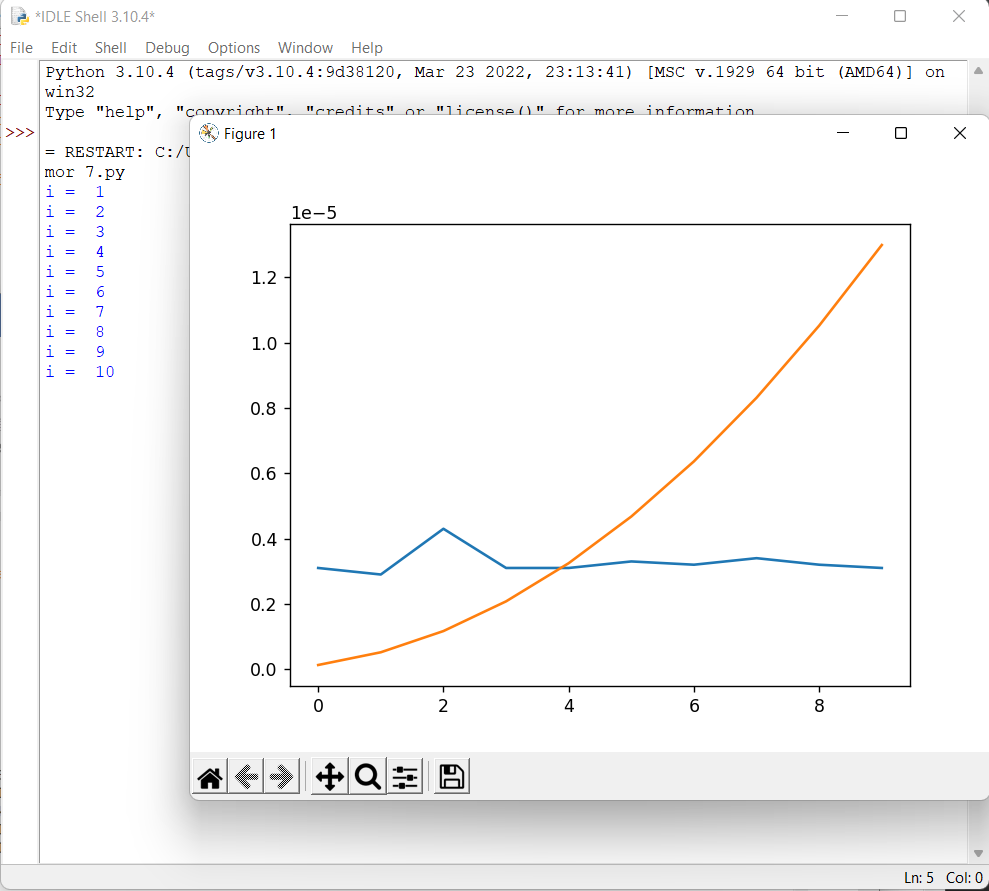 *IDLE Shell 3.10.4*
File Edit Shell Debug Options Window Help
Python 3.10.4 (tags/v3.10.4:9d38120, Mar 23 2022, 23:13:41) [MSC v.1929 64 bit (AMD64)] on
win32
Type "help", "copyright", "credits" or "license()" for more information
>>>
= RESTART: C:/U
mor 7.py
i = 1
i = 2
i = 3
i = 4
i = 5
i = 6
i = 7
i = 8
i = 9
i = 10
Figure 1
1e−5
1.2
1.0
0.8
0.6
0.4
0.2
0.0
0 2 4 6 8
Ln: 5 Col: 0